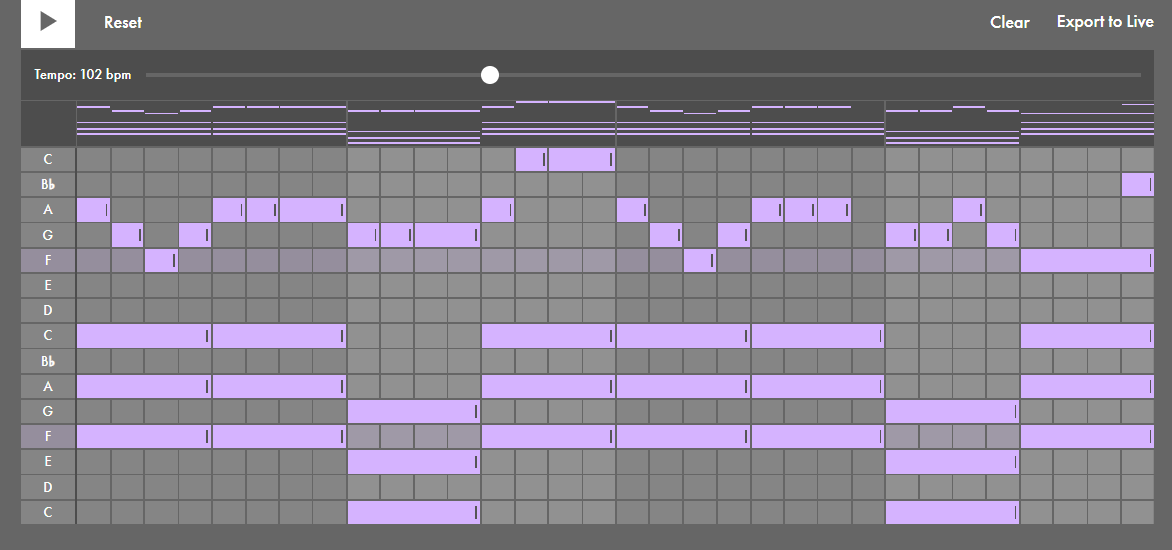 Reset
Clear
Export to Live
Tempo: 102 bpm
C
B♭
A
G
F
E
D
C
B♭
A
G
F
E
D
C